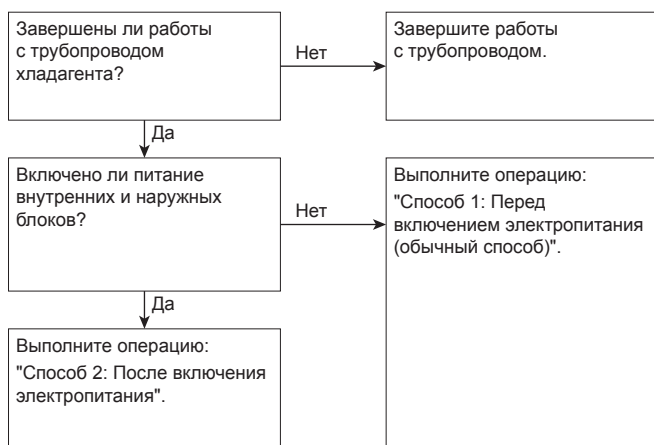 Завершены ли работы
с трубопроводом
хладагента?
Нет
Завершите работы
с трубопроводом.
Да
Включено ли питание
внутренних и наружных
блоков?
Нет
Выполните операцию:
"Способ 1: Перед
включением электропитания
(обычный способ)".
Да
Выполните операцию:
"Способ 2: После включения
электропитания".